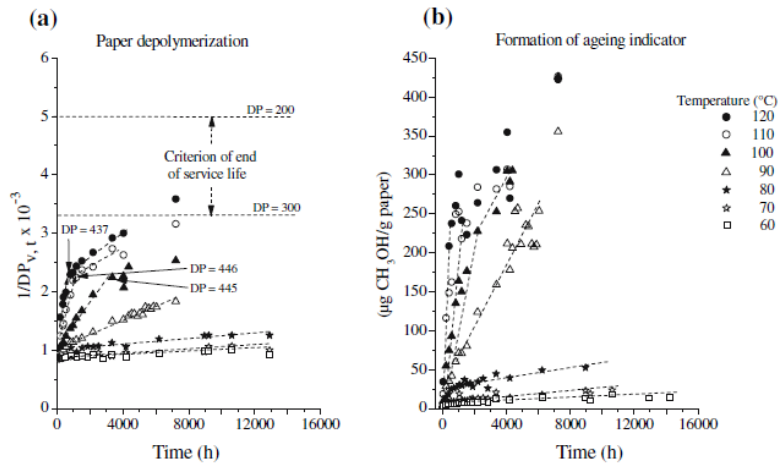 (a)
Paper depolymerization
1/DPv, t x 10-3
6
5
4
3
2
1
0
DP = 200
Criterion of end
of service life
DP = 300
DP = 437
DP = 446
DP = 445
0 4000 8000 12000 16000
Time (h)
(b)
Formation of ageing indicator
(µg CH3OH/g paper)
450
400
350
300
250
200
150
100
50
0
0 4000 8000 12000 16000
Time (h)
Temperature (°C)
120
110
100
90
80
70
60